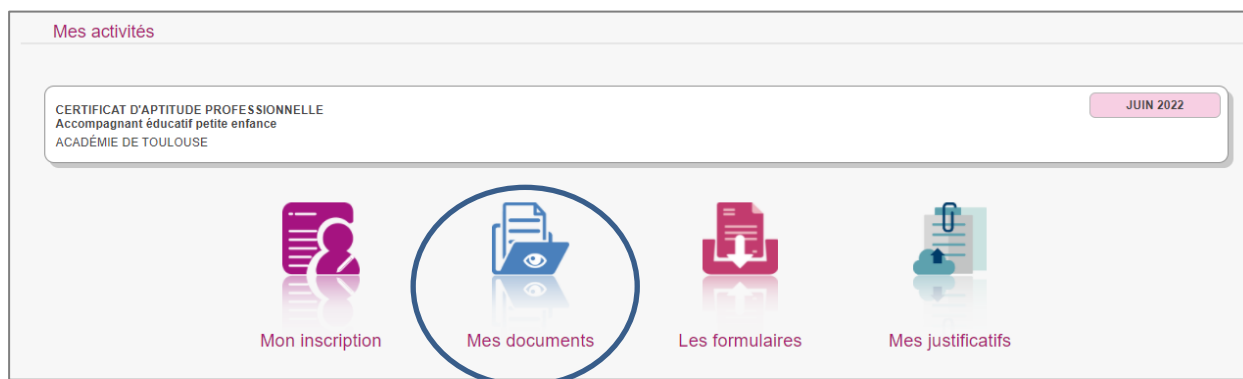 Mes activités
CERTIFICAT D'APTITUDE PROFESSIONNELLE
JUIN 2022
Accompagnant éducatif petite enfance
ACADÉMIE DE TOULOUSE
Mon inscription
Mes documents
Les formulaires
Mes justificatifs